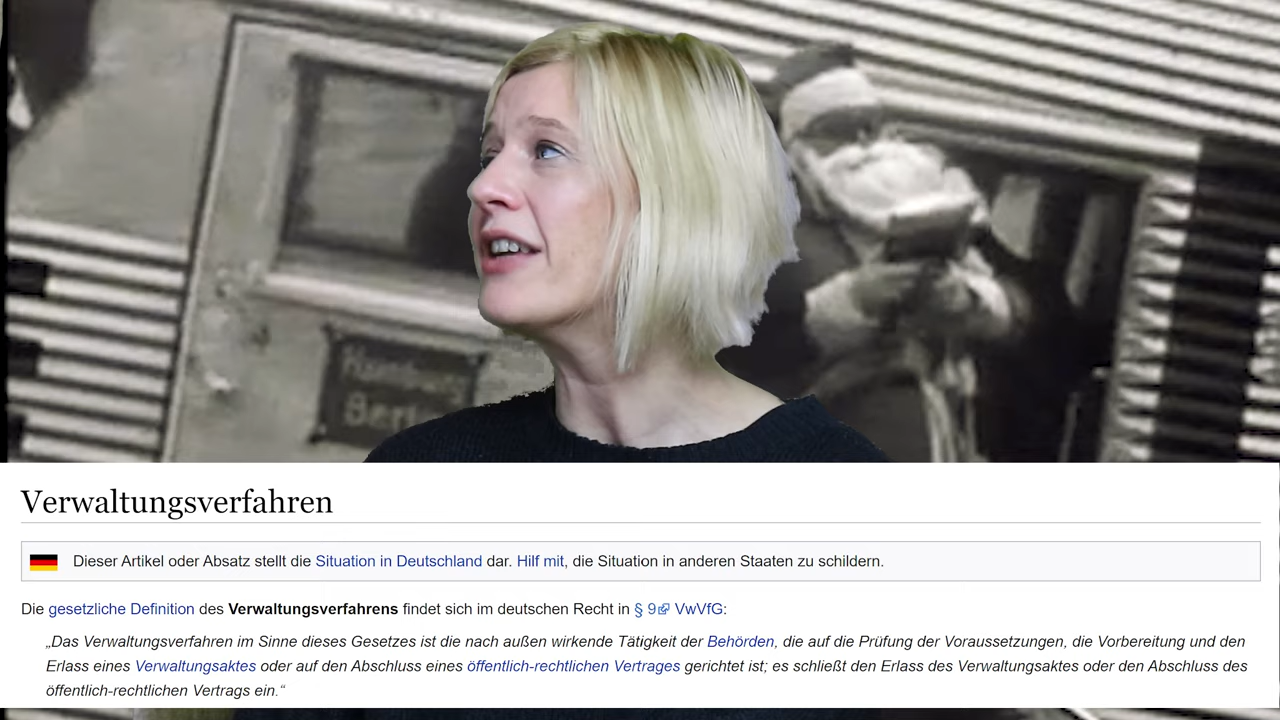 Hamburg
Berl
Verwaltungsverfahren
Dieser Artikel oder Absatz stellt die Situation in Deutschland dar. Hilf mit, die Situation in anderen Staaten zu schildern.
Die gesetzliche Definition des Verwaltungsverfahrens findet sich im deutschen Recht in § 9 VwVfG:
„Das Verwaltungsverfahren im Sinne dieses Gesetzes ist die nach außen wirkende Tätigkeit der Behörden, die auf die Prüfung der Voraussetzungen, die Vorbereitung und den
Erlass eines Verwaltungsaktes oder auf den Abschluss eines öffentlich-rechtlichen Vertrages gerichtet ist; es schließt den Erlass des Verwaltungsaktes oder den Abschluss des
öffentlich-rechtlichen Vertrags ein.“